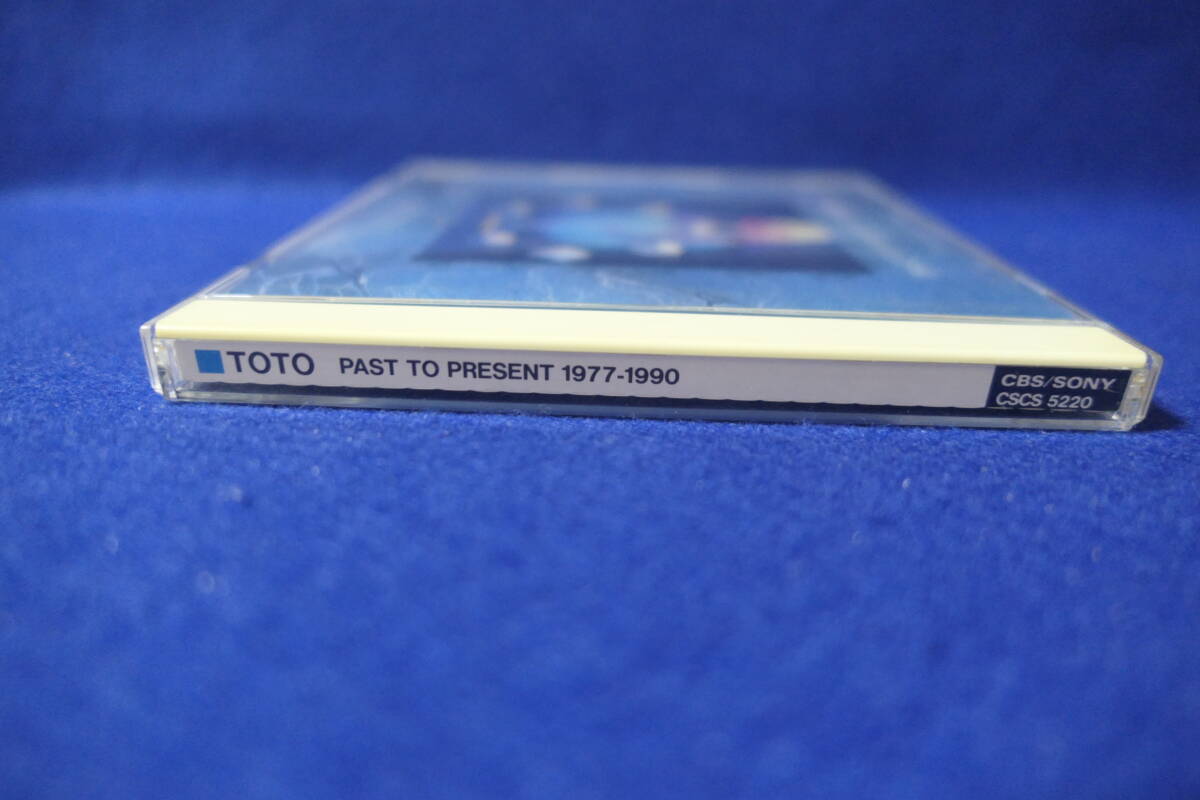 TOTO PAST TO PRESENT 1977-1990
CBS/SONY
CSCS 5220